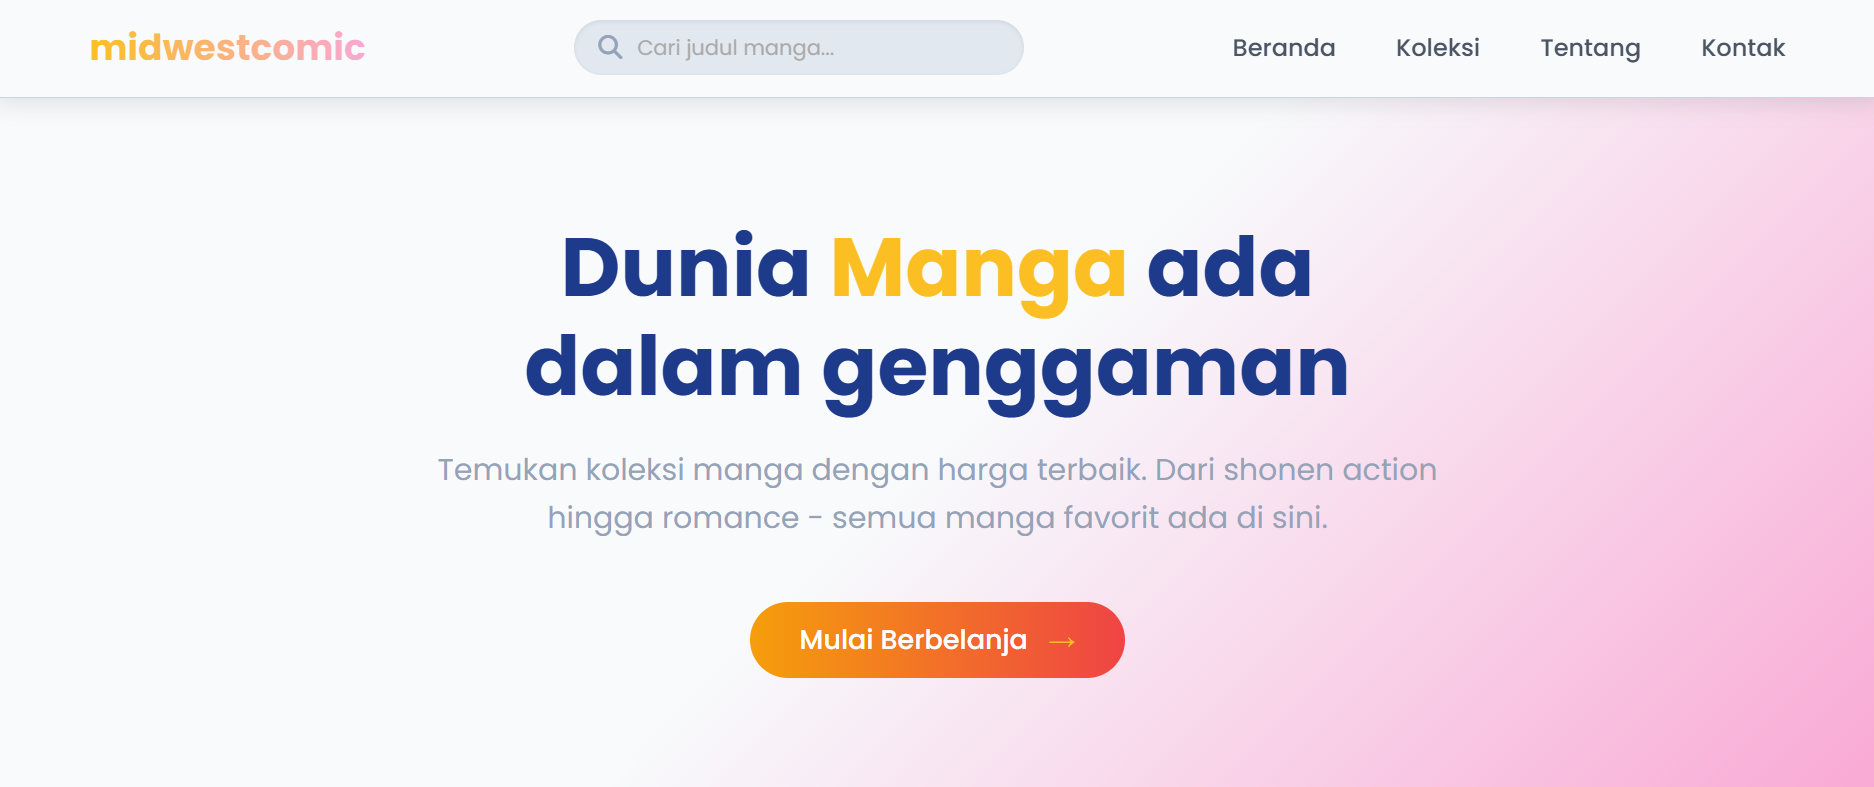 midwestcomic
Cari judul manga...
Beranda
Koleksi
Tentang
Kontak
Dunia Manga ada
dalam genggaman
Temukan koleksi manga dengan harga terbaik. Dari shonen action
hingga romance - semua manga favorit ada di sini.
Mulai Berbelanja →